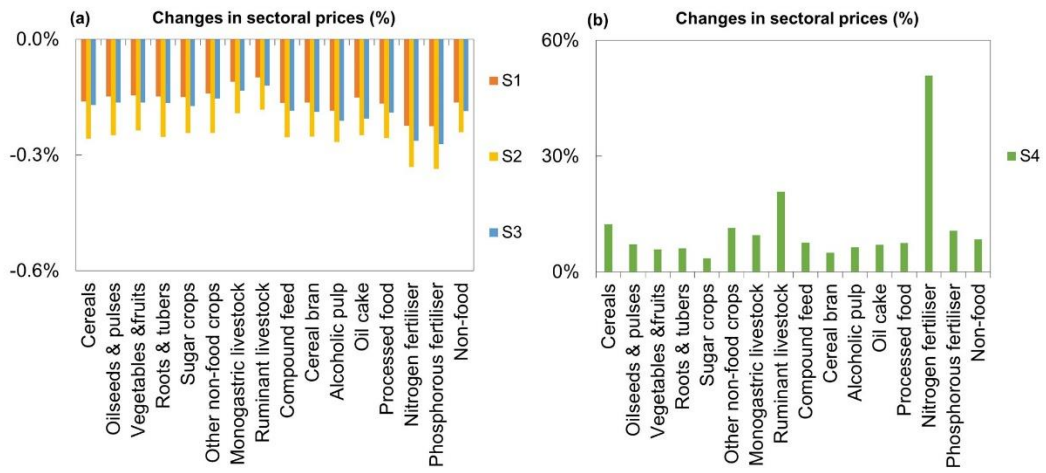 (a)
Changes in sectoral prices (%)
0.0%
-0.3%
-0.6%
S1
S2
S3
Cereals
Oilseeds & pulses
Vegetables &fruits
Roots & tubers
Sugar crops
Other non-food crops
Monogastric livestock
Ruminant livestock
Compound feed
Cereal bran
Alcoholic pulp
Oil cake
Processed food
Nitrogen fertiliser
Phosphorous fertiliser
Non-food
(b)
Changes in sectoral prices (%)
60%
30%
0%
S4
Cereals
Oilseeds & pulses
Vegetables &fruits
Roots & tubers
Sugar crops
Other non-food crops
Monogastric livestock
Ruminant livestock
Compound feed
Cereal bran
Alcoholic pulp
Oil cake
Processed food
Nitrogen fertiliser
Phosphorous fertiliser
Non-food